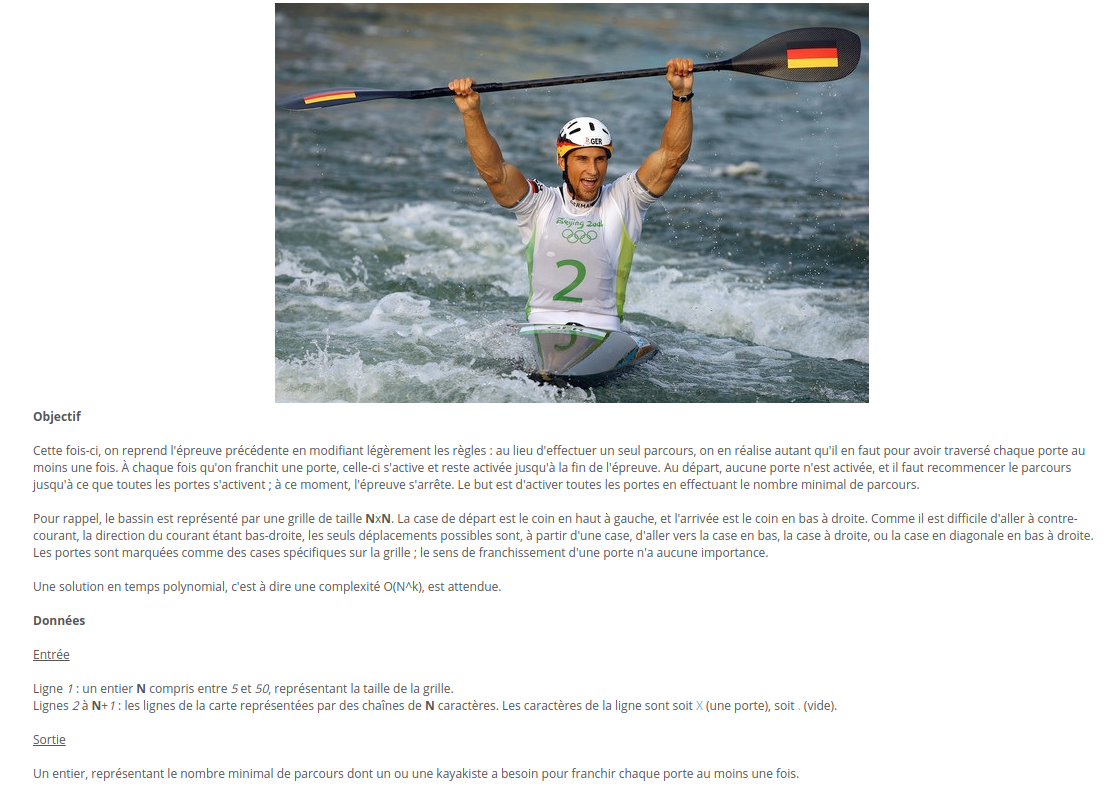 GER
Beijing 2008
2
GER
Objectif
Cette fois-ci, on reprend l'épreuve précédente en modifiant légèrement les règles : au lieu d'effectuer un seul parcours, on en réalise autant qu'il en faut pour avoir traversé chaque porte au
moins une fois. À chaque fois qu'on franchit une porte, celle-ci s'active et reste activée jusqu'à la fin de l'épreuve. Au départ, aucune porte n'est activée, et il faut recommencer le parcours
jusqu'à ce que toutes les portes s'activent ; à ce moment, l'épreuve s'arrête. Le but est d'activer toutes les portes en effectuant le nombre minimal de parcours.
Pour rappel, le bassin est représenté par une grille de taille NxN. La case de départ est le coin en haut à gauche, et l'arrivée est le coin en bas à droite. Comme il est difficile d'aller à contre-
courant, la direction du courant étant bas-droite, les seuls déplacements possibles sont, à partir d'une case, d'aller vers la case en bas, la case à droite, ou la case en diagonale en bas à droite.
Les portes sont marquées comme des cases spécifiques sur la grille ; le sens de franchissement d'une porte n'a aucune importance.
Une solution en temps polynomial, c'est à dire une complexité O(N^k), est attendue.
Données
Entrée
Ligne 1 : un entier N compris entre 5 et 50, représentant la taille de la grille.
Lignes 2 à N+1 : les lignes de la carte représentées par des chaînes de N caractères. Les caractères de la ligne sont soit X (une porte), soit . (vide).
Sortie
Un entier, représentant le nombre minimal de parcours dont un ou une kayakiste a besoin pour franchir chaque porte au moins une fois.